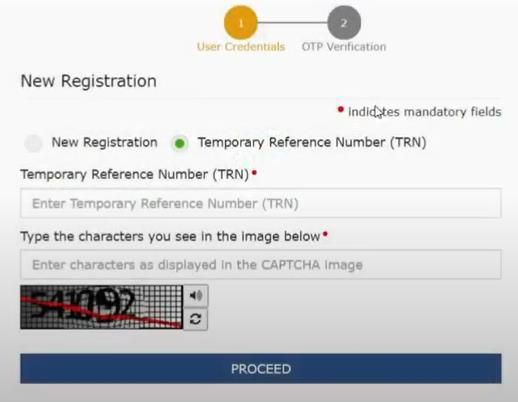 1 2
User Credentials OTP Verification
New Registration
• indicates mandatory fields
New Registration Temporary Reference Number (TRN)
Temporary Reference Number (TRN)•
Enter Temporary Reference Number (TRN)
Type the characters you see in the image below•
Enter characters as displayed in the CAPTCHA image
PROCEED